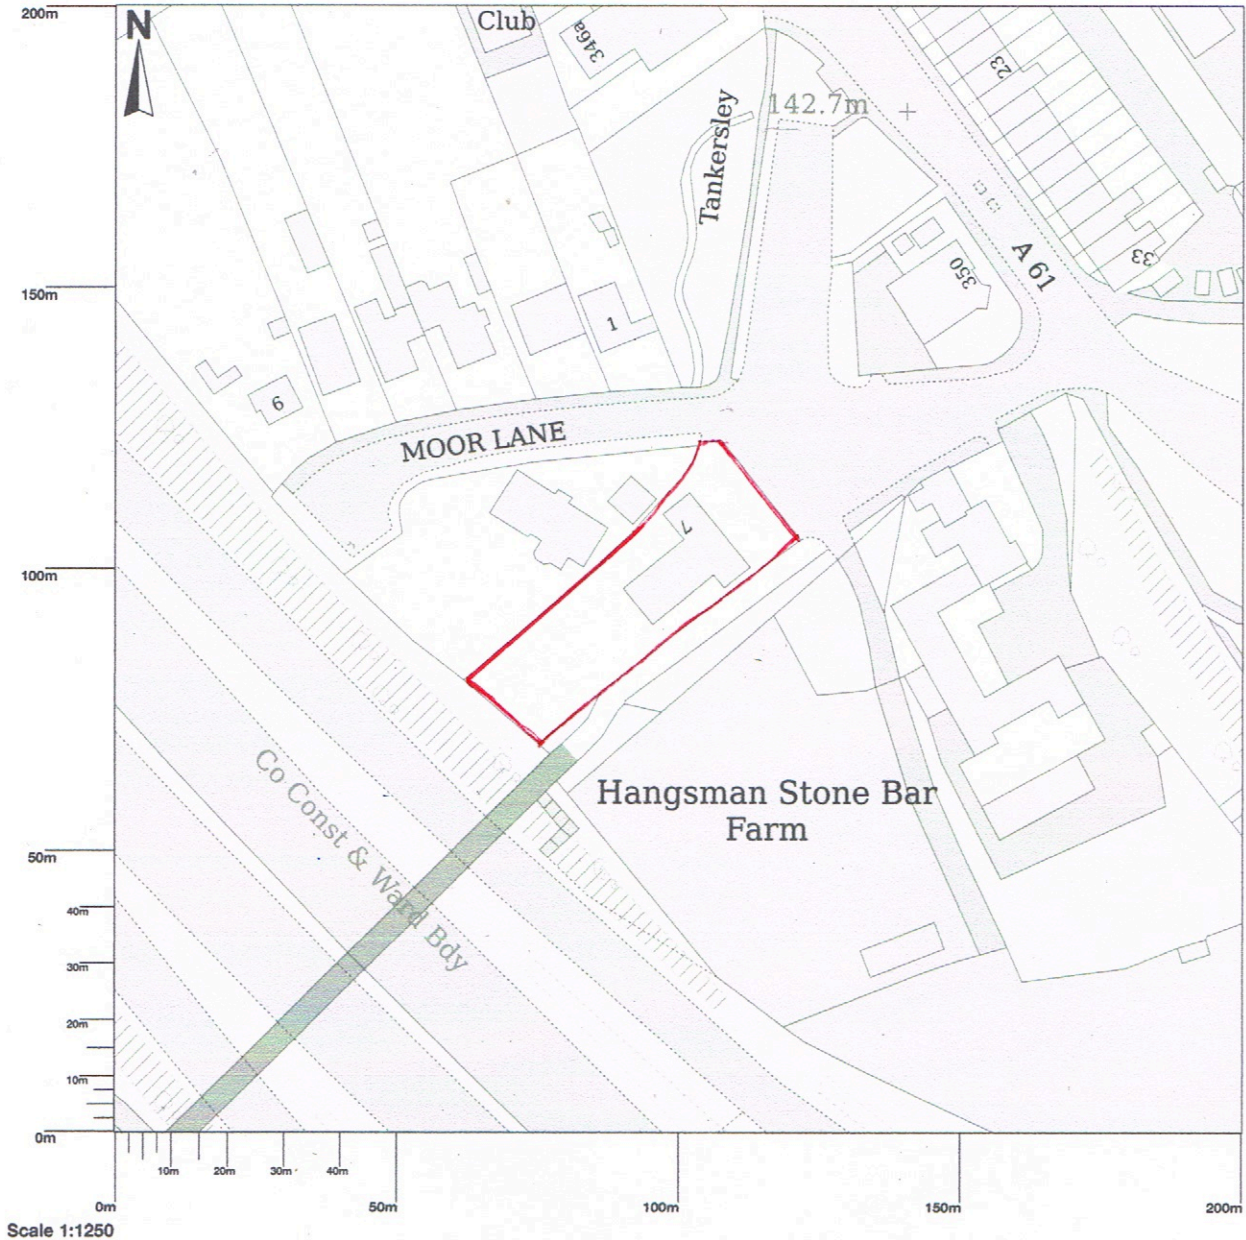 200m
N
Club
346a
23
142.7m
Tankersley
A 61
33
350
150m
1
9
MOOR LANE
7
100m
Co Const & Ward Bdy
Hangsman Stone Bar
Farm
50m
40m
30m
20m
10m
0m
10m 20m 30m 40m
0m 50m 100m 150m 200m
Scale 1:1250